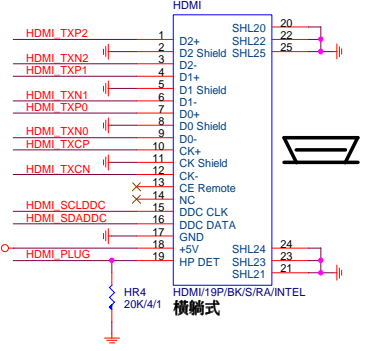 HDMI
HDMI_TXP2 1 D2+ SHL20 20
2 D2 Shield SHL22 22
HDMI_TXN2 3 D2- SHL25 25
HDMI_TXP1 4 D1+
5 D1 Shield
HDMI_TXN1 6 D1-
HDMI_TXP0 7 D0+
8 D0 Shield
HDMI_TXN0 9 D0-
HDMI_TXCP 10 CK+
11 CK Shield
HDMI_TXCN 12 CK-
13 CE Remote
14 NC
HDMI_SCLDDC 15 DDC CLK
HDMI_SDADDC 16 DDC DATA
17 GND
18 +5V SHL24 24
HDMI_PLUG 19 HP DET SHL23 23
SHL21 21
HR4 HDMI/19P/BK/S/RA/INTEL
20K/4/1 橫躺式